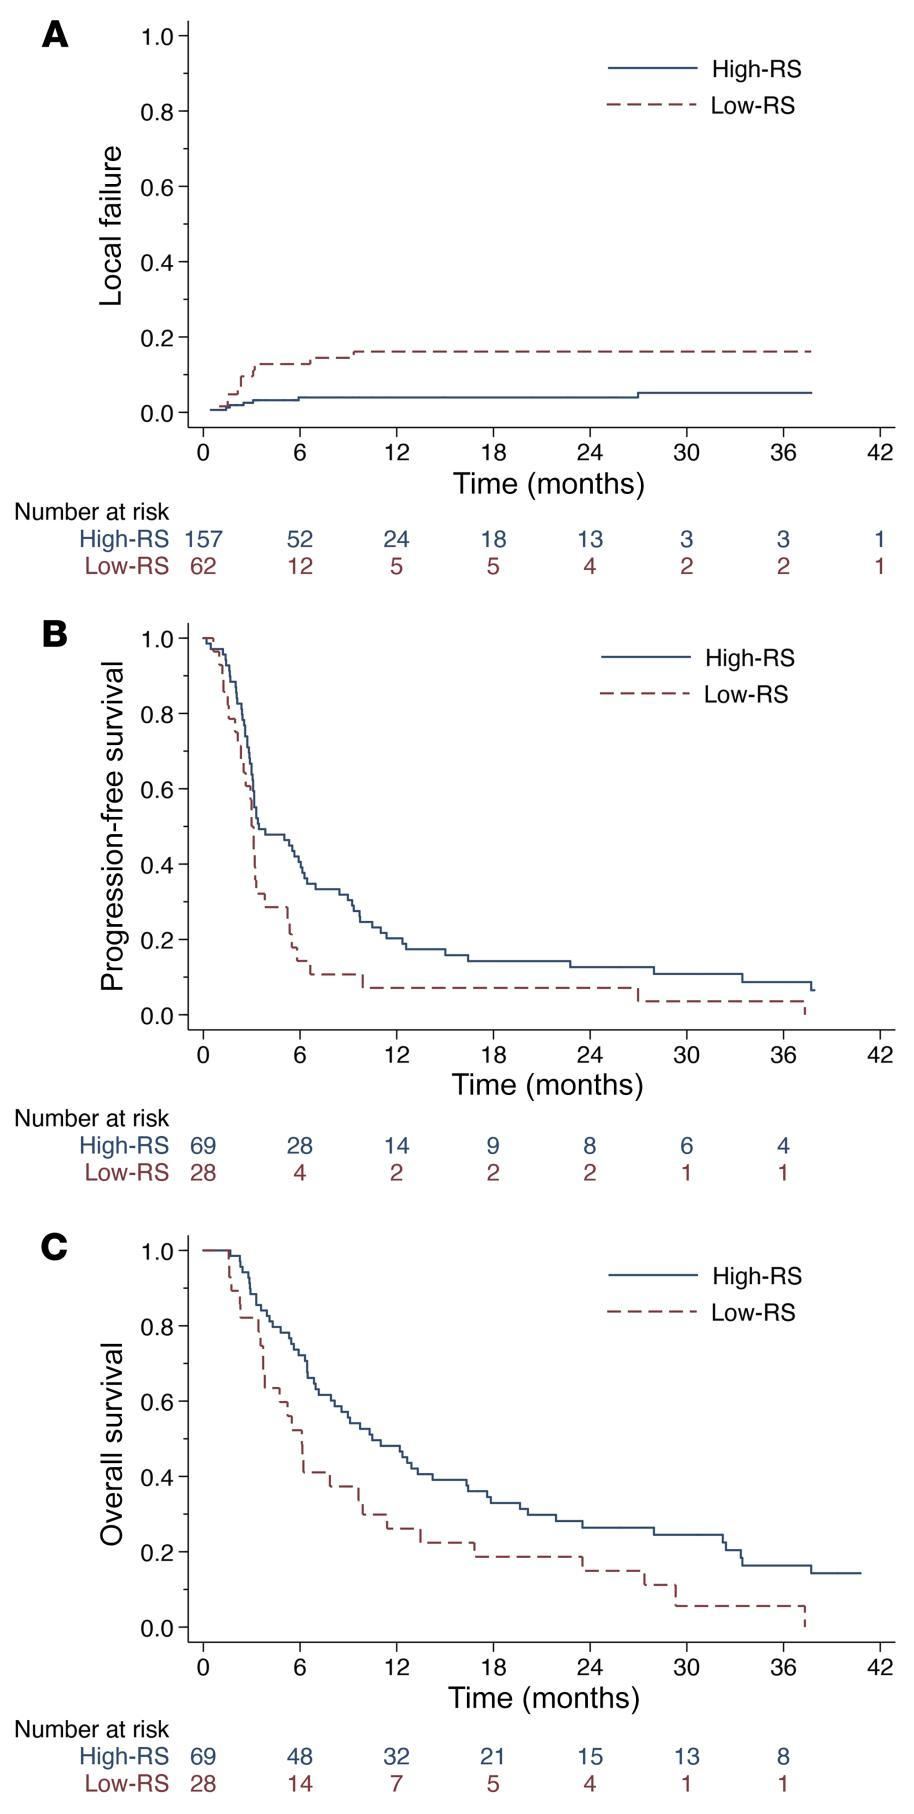 A
1.0
0.8
0.6
0.4
0.2
0.0
Local failure
High-RS
Low-RS
0 6 12 18 24 30 36 42
Time (months)
Number at risk
High-RS 157 52 24 18 13 3 3 1
Low-RS 62 12 5 5 4 2 2 1
B
1.0
0.8
0.6
0.4
0.2
0.0
Progression-free survival
High-RS
Low-RS
0 6 12 18 24 30 36 42
Time (months)
Number at risk
High-RS 69 28 14 9 8 6 4
Low-RS 28 4 2 2 2 1 1
C
1.0
0.8
0.6
0.4
0.2
0.0
Overall survival
High-RS
Low-RS
0 6 12 18 24 30 36 42
Time (months)
Number at risk
High-RS 69 48 32 21 15 13 8
Low-RS 28 14 7 5 4 1 1